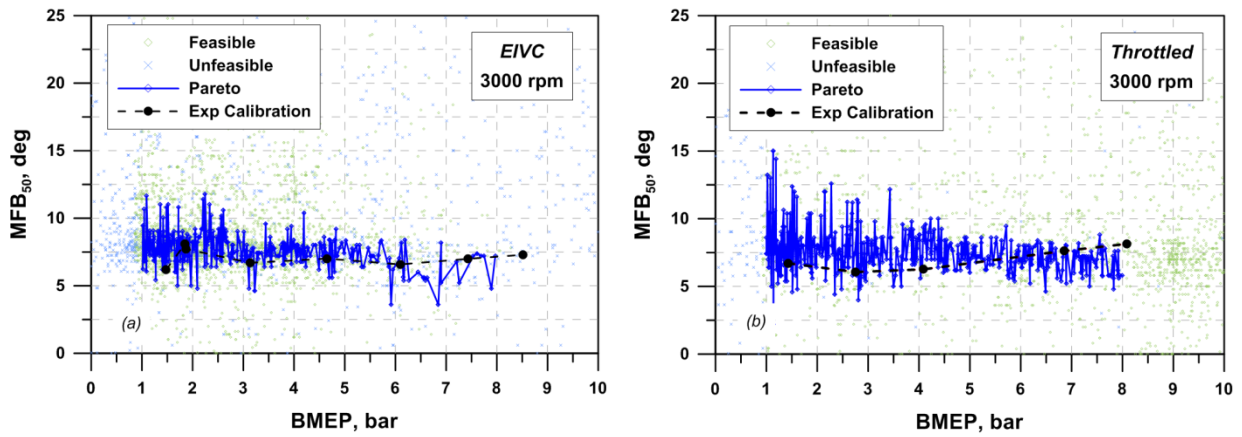 25
20
15
10
5
0
MFB50, deg
Feasible
Unfeasible
Pareto
Exp Calibration
EIVC
3000 rpm
(a)
0 1 2 3 4 5 6 7 8 9 10
BMEP, bar
25
20
15
10
5
0
MFB50, deg
Feasible
Unfeasible
Pareto
Exp Calibration
Throttled
3000 rpm
(b)
0 1 2 3 4 5 6 7 8 9 10
BMEP, bar